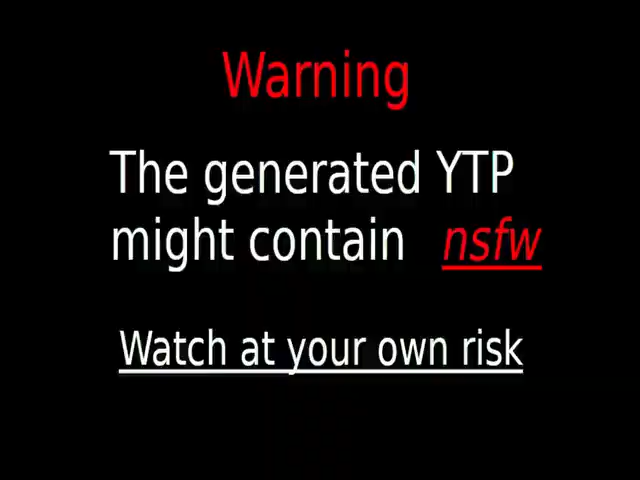 Warning
The generated YTP
might contain nsfw
Watch at your own risk